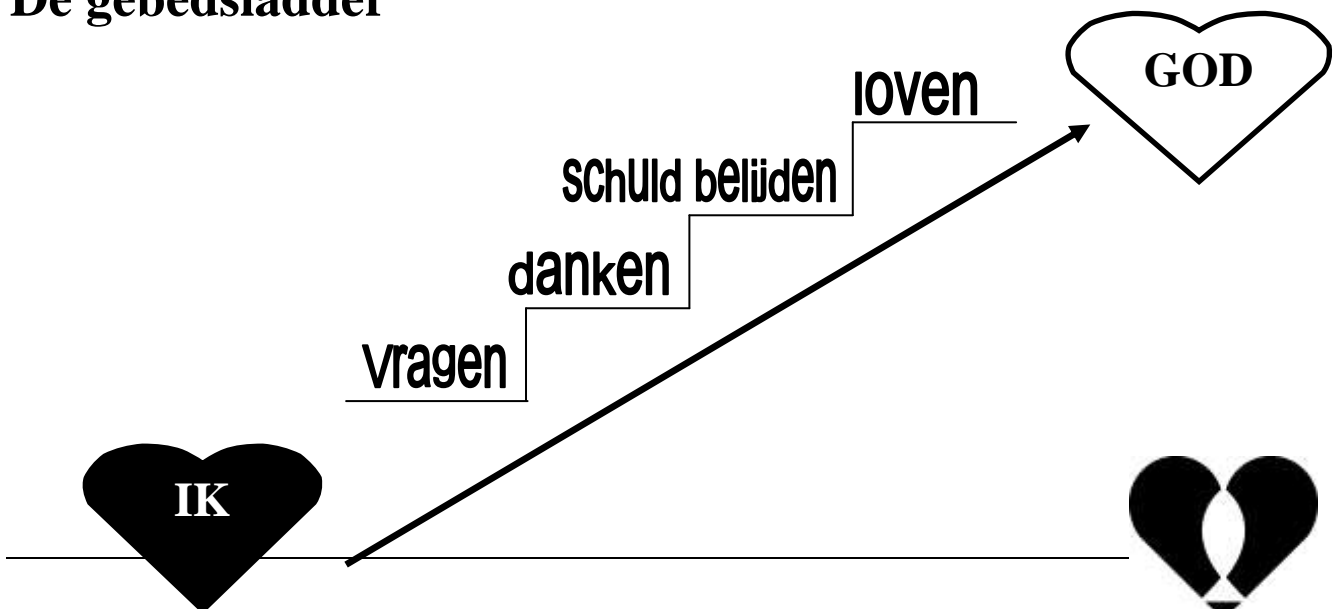 De gebedsladder
GOD
loven
schuld belijden
danken
vragen
IK